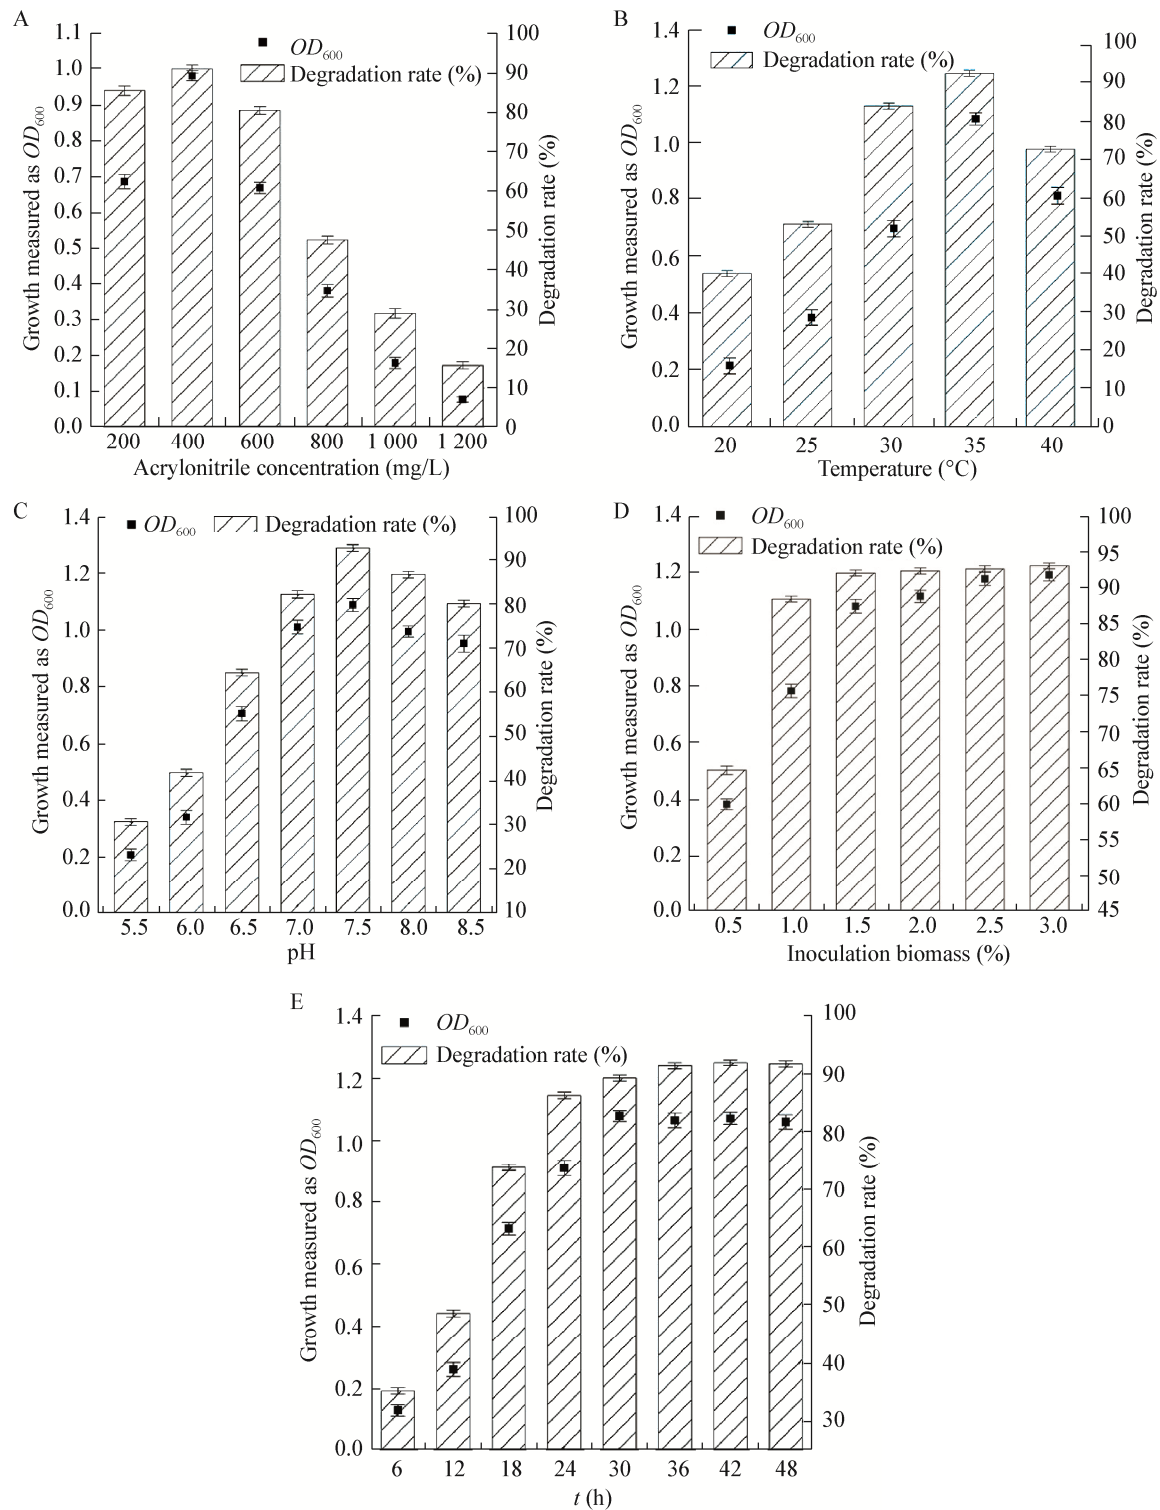 A
OD600
Degradation rate (%)
Growth measured as OD600
1.1
1.0
0.9
0.8
0.7
0.6
0.5
0.4
0.3
0.2
0.1
0.0
100
90
80
70
60
50
40
30
20
10
0
Degradation rate (%)
200 400 600 800 1 000 1 200
Acrylonitrile concentration (mg/L)
B
OD600
Degradation rate (%)
Growth measured as OD600
1.4
1.2
1.0
0.8
0.6
0.4
0.2
0.0
100
90
80
70
60
50
40
30
20
10
0
Degradation rate (%)
20 25 30 35 40
Temperature (°C)
C
OD600 Degradation rate (%)
Growth measured as OD600
1.4
1.2
1.0
0.8
0.6
0.4
0.2
0.0
100
90
80
70
60
50
40
30
20
10
Degradation rate (%)
5.5 6.0 6.5 7.0 7.5 8.0 8.5
pH
D
OD600
Degradation rate (%)
Growth measured as OD600
1.4
1.2
1.0
0.8
0.6
0.4
0.2
0.0
100
95
90
85
80
75
70
65
60
55
50
45
Degradation rate (%)
0.5 1.0 1.5 2.0 2.5 3.0
Inoculation biomass (%)
E
OD600
Degradation rate (%)
Growth measured as OD600
1.4
1.2
1.0
0.8
0.6
0.4
0.2
0.0
100
90
80
70
60
50
40
30
Degradation rate (%)
6 12 18 24 30 36 42 48
t (h)